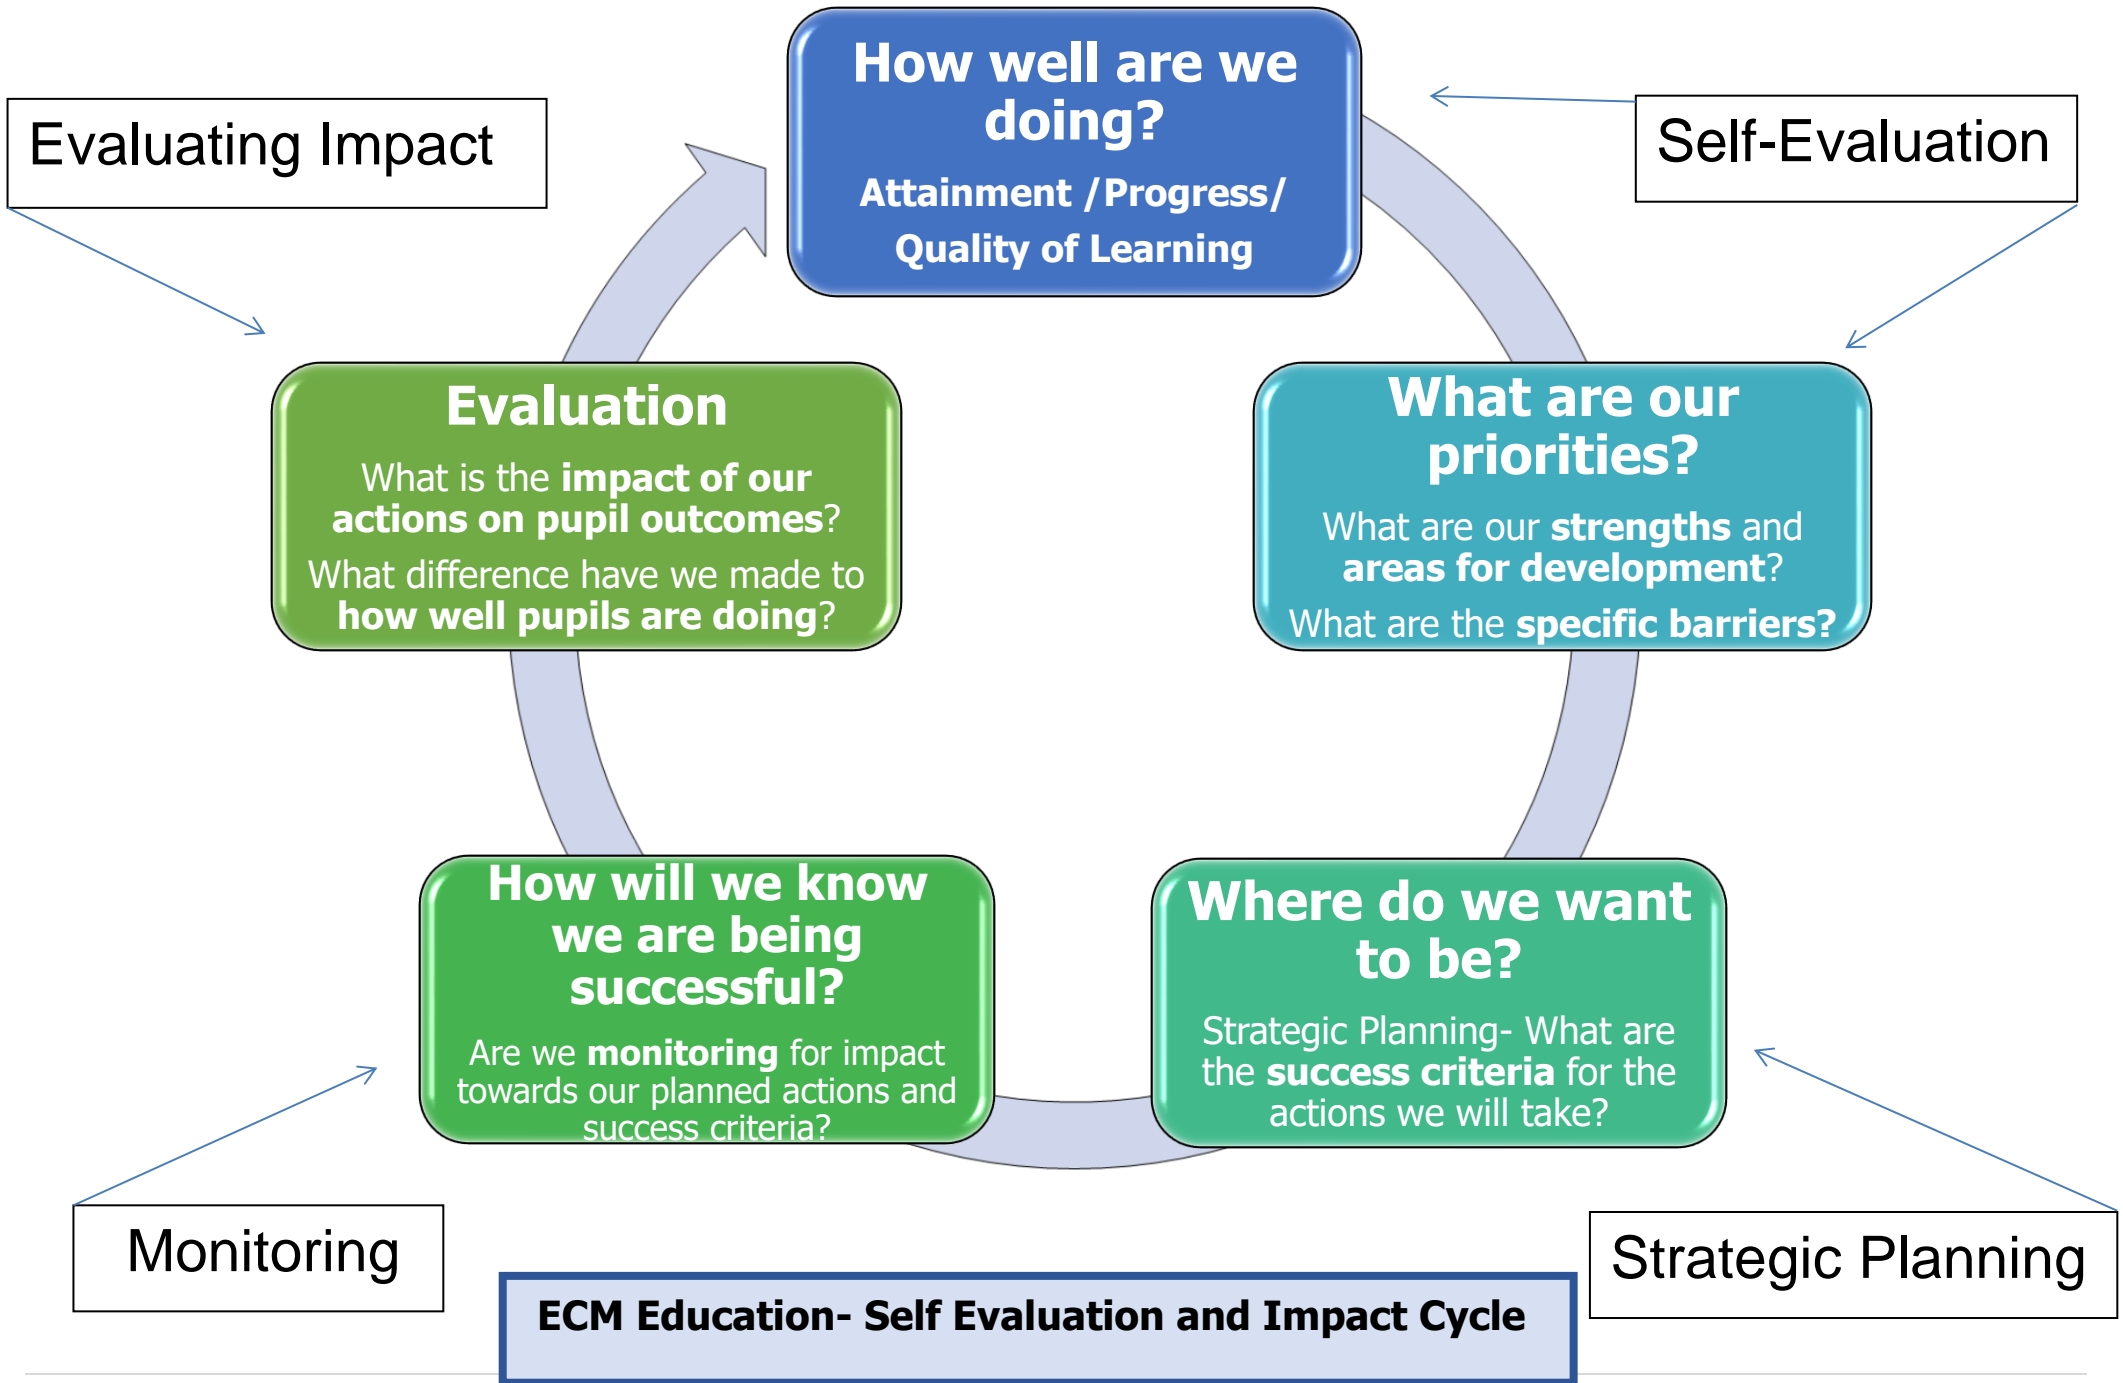 How well are we
doing?
Attainment /Progress/
Quality of Learning
Evaluating Impact
Self-Evaluation
Evaluation
What is the impact of our
actions on pupil outcomes?
What difference have we made to
how well pupils are doing?
What are our
priorities?
What are our strengths and
areas for development?
What are the specific barriers?
How will we know
we are being
successful?
Are we monitoring for impact
towards our planned actions and
success criteria?
Where do we want
to be?
Strategic Planning- What are
the success criteria for the
actions we will take?
Monitoring
Strategic Planning
ECM Education- Self Evaluation and Impact Cycle